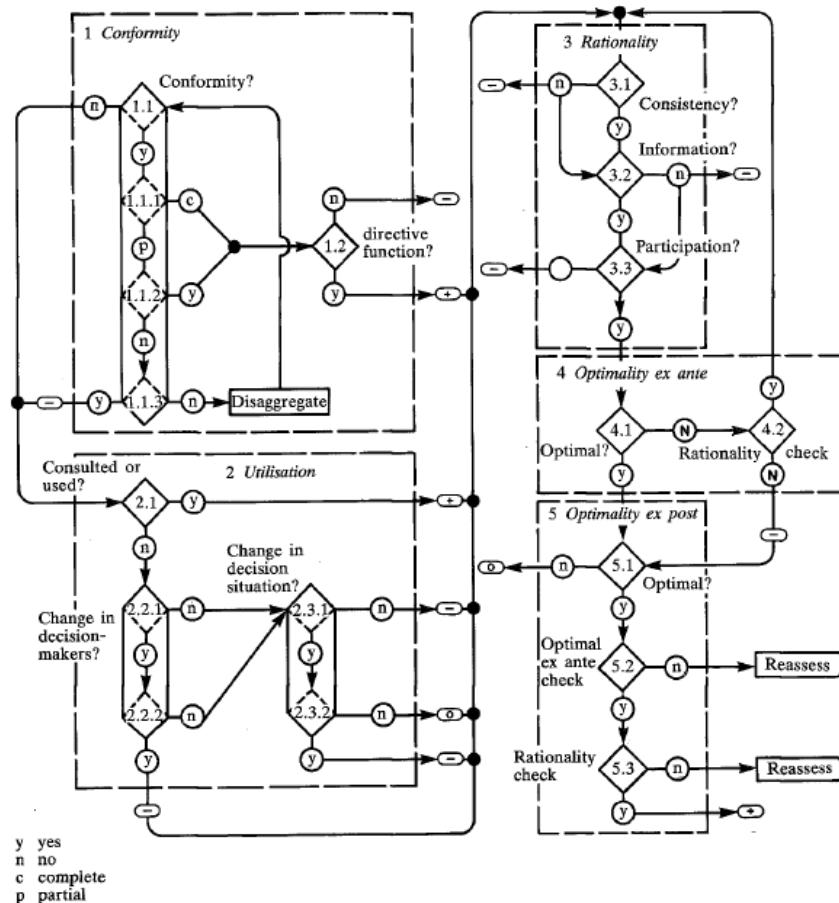 1 Conformity
Conformity?
n
1.1
y
1.1.1
c
p
1.1.2
y
n
1.1.3
y
n
Disaggregate
−
n
1.2
directive
function?
y
−
+
Consulted or
used?
2 Utilisation
2.1
y
+
n
Change in
decision
situation?
Change in
decision-
makers?
2.2.1
n
2.3.1
n
−
y
y
2.2.2
n
2.3.2
n
o
y
y
−
−
3 Rationality
−
n
3.1
Consistency?
y
Information?
3.2
n
−
y
Participation?
−
3.3
y
4 Optimality ex ante
y
4.1
N
4.2
Optimal?
Rationality
check
y
N
−
5 Optimality ex post
o
n
5.1
Optimal?
y
Optimal
ex ante
check
5.2
n
Reassess
y
Rationality
check
5.3
n
Reassess
y
+
y yes
n no
c complete
p partial